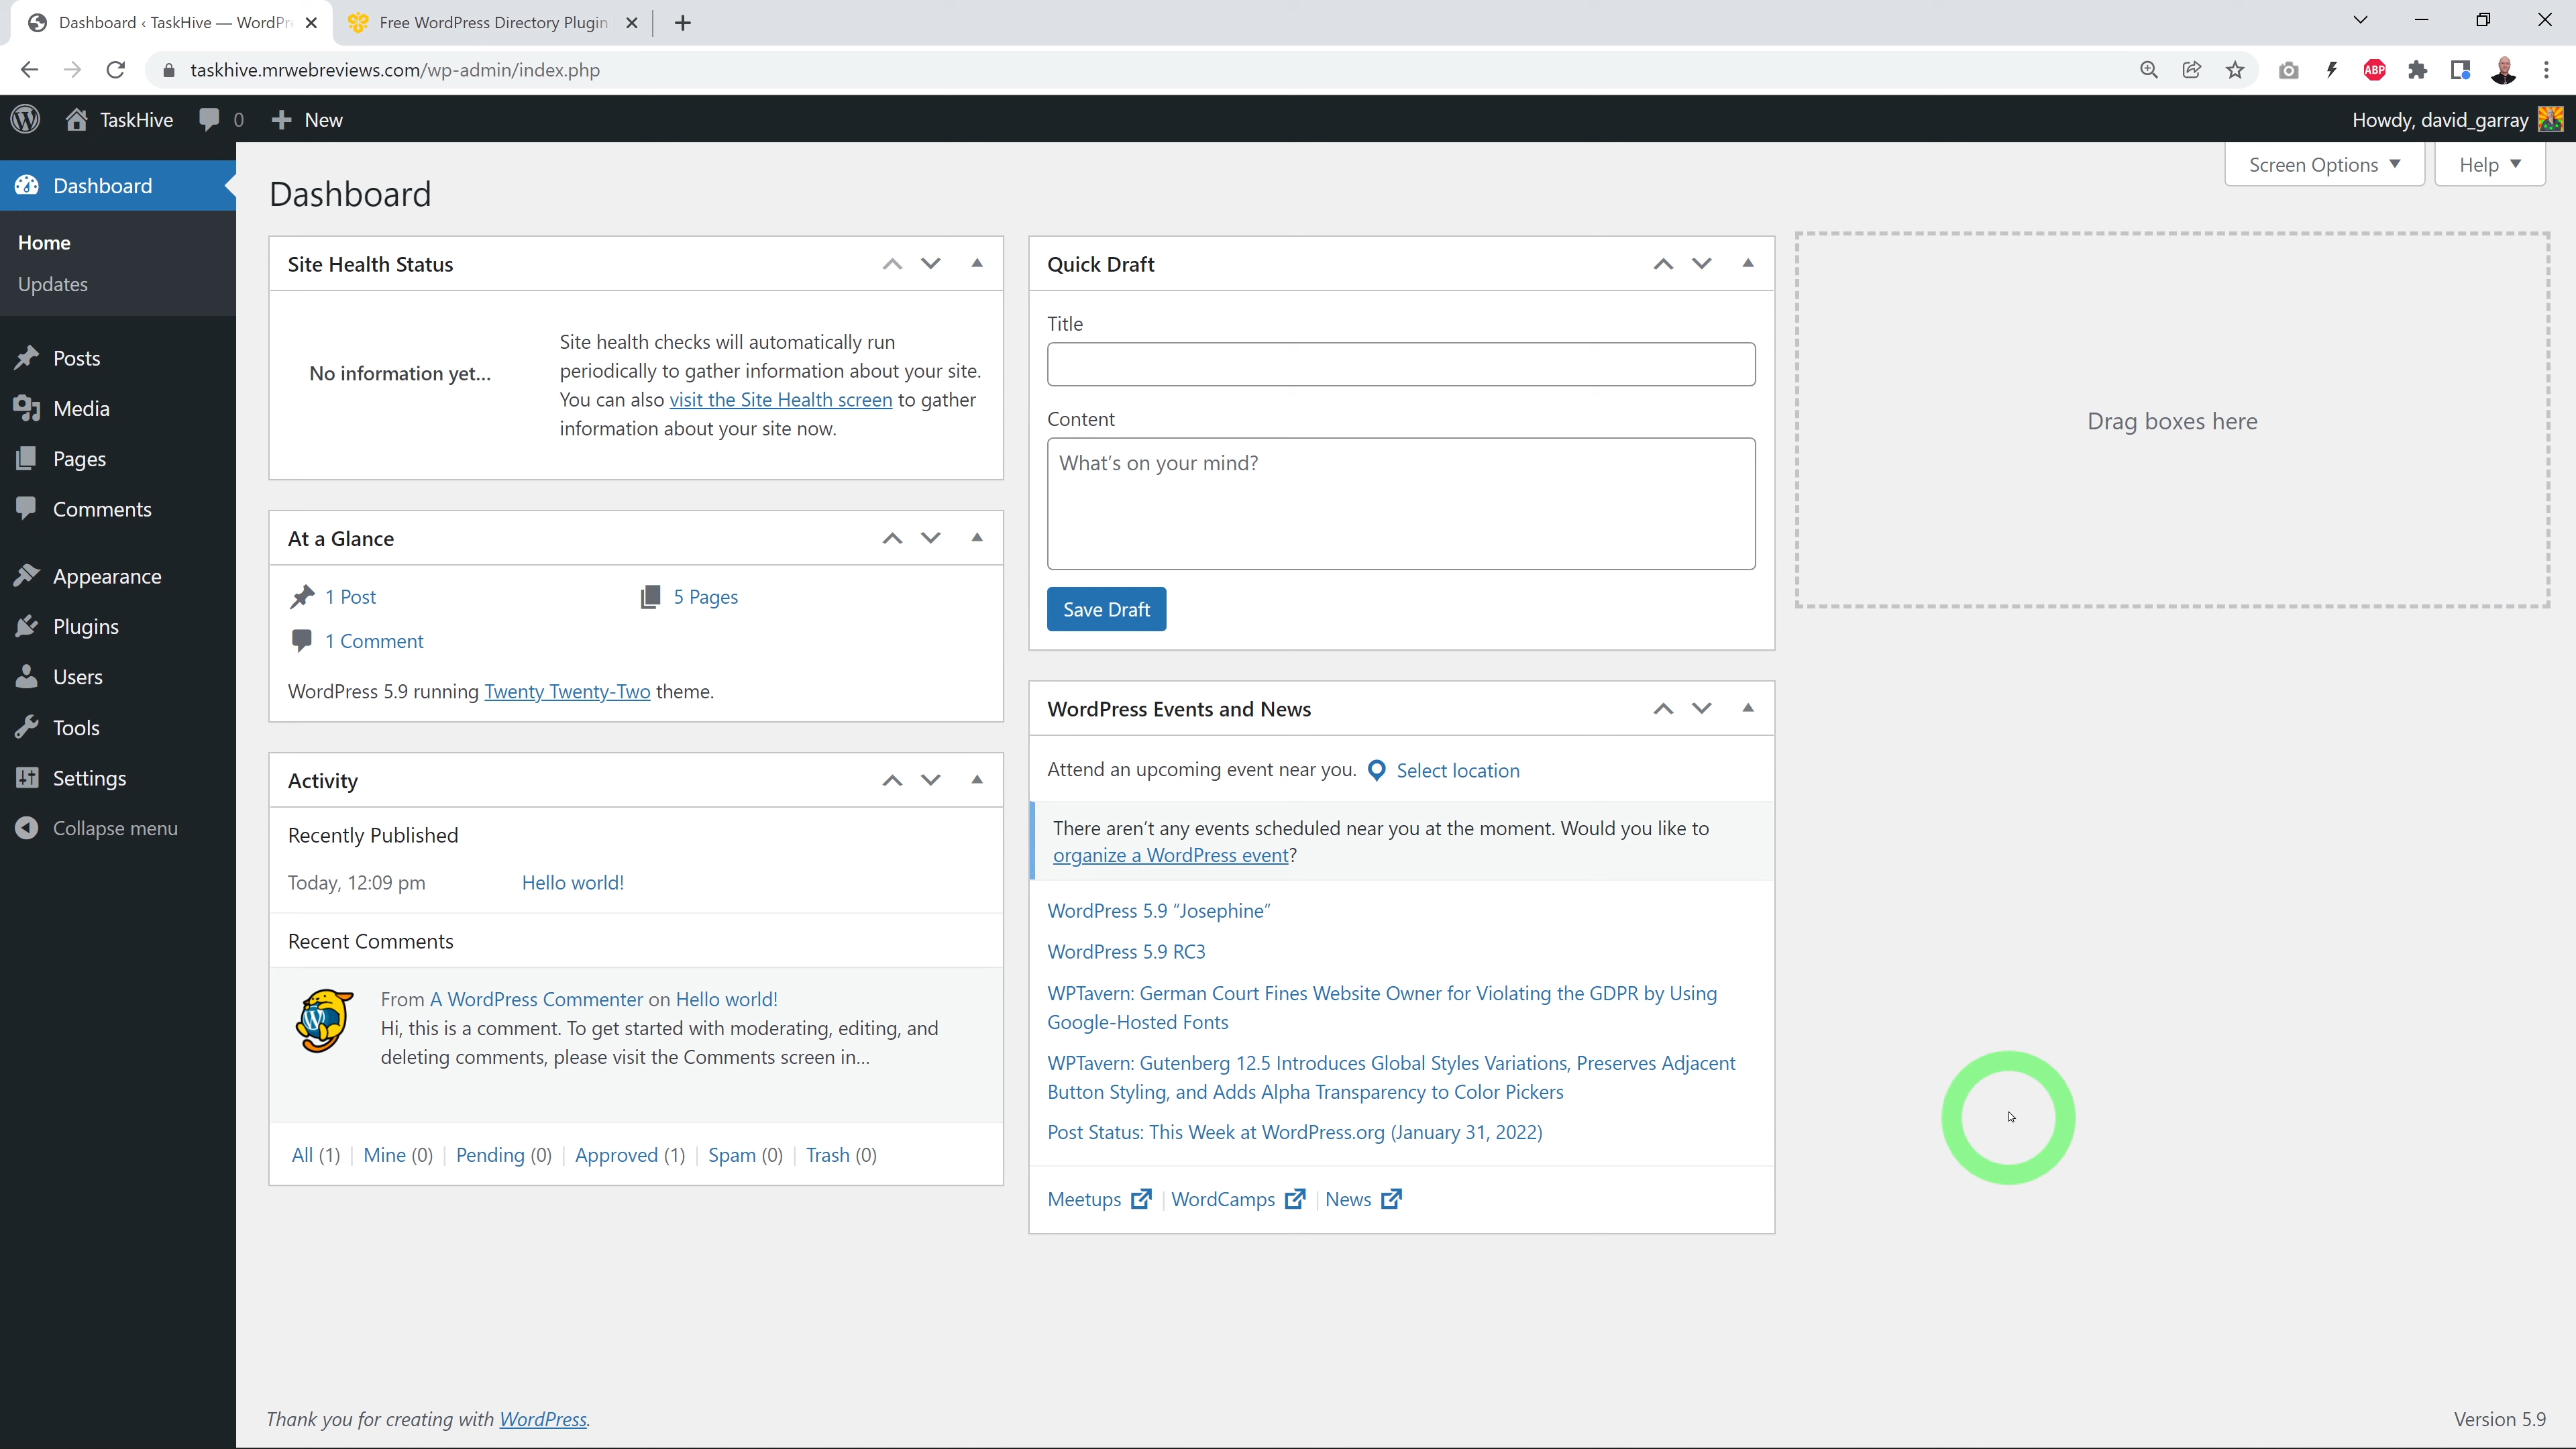 Dashboard ‹ TaskHive — WordPr
Free WordPress Directory Plugin
taskhive.mrwebreviews.com/wp-admin/index.php
ABP
TaskHive
0
New
Howdy, david_garray
Dashboard
Home
Updates
Posts
Media
Pages
Comments
Appearance
Plugins
Users
Tools
Settings
Collapse menu
Dashboard
Screen Options
Help
Site Health Status
No information yet...
Site health checks will automatically run
periodically to gather information about your site.
You can also visit the Site Health screen to gather
information about your site now.
At a Glance
1 Post
5 Pages
1 Comment
WordPress 5.9 running Twenty Twenty-Two theme.
Activity
Recently Published
Today, 12:09 pm
Hello world!
Recent Comments
From A WordPress Commenter on Hello world!
Hi, this is a comment. To get started with moderating, editing, and
deleting comments, please visit the Comments screen in...
All (1) | Mine (0) | Pending (0) | Approved (1) | Spam (0) | Trash (0)
Quick Draft
Title
Content
What's on your mind?
Save Draft
WordPress Events and News
Attend an upcoming event near you. Select location
There aren't any events scheduled near you at the moment. Would you like to
organize a WordPress event?
WordPress 5.9 “Josephine”
WordPress 5.9 RC3
WPTavern: German Court Fines Website Owner for Violating the GDPR by Using
Google-Hosted Fonts
WPTavern: Gutenberg 12.5 Introduces Global Styles Variations, Preserves Adjacent
Button Styling, and Adds Alpha Transparency to Color Pickers
Post Status: This Week at WordPress.org (January 31, 2022)
Meetups | WordCamps | News
Drag boxes here
Thank you for creating with WordPress.
Version 5.9